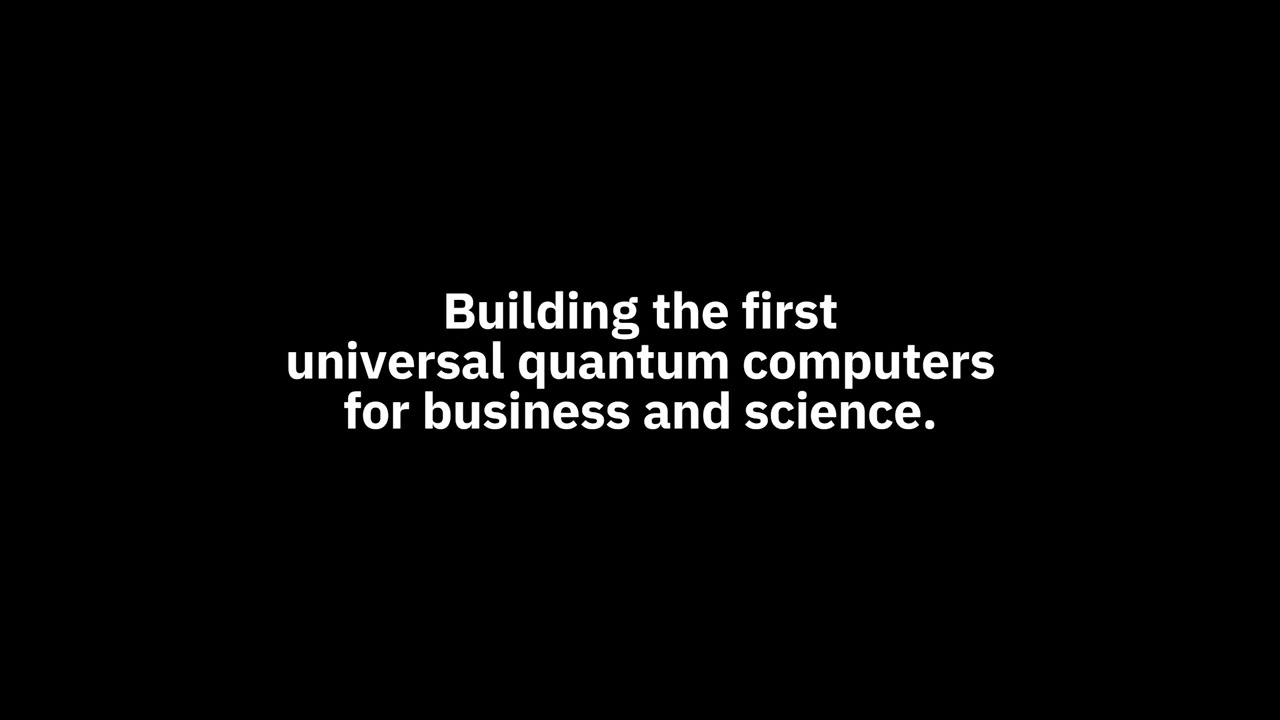 Building the first
universal quantum computers
for business and science.